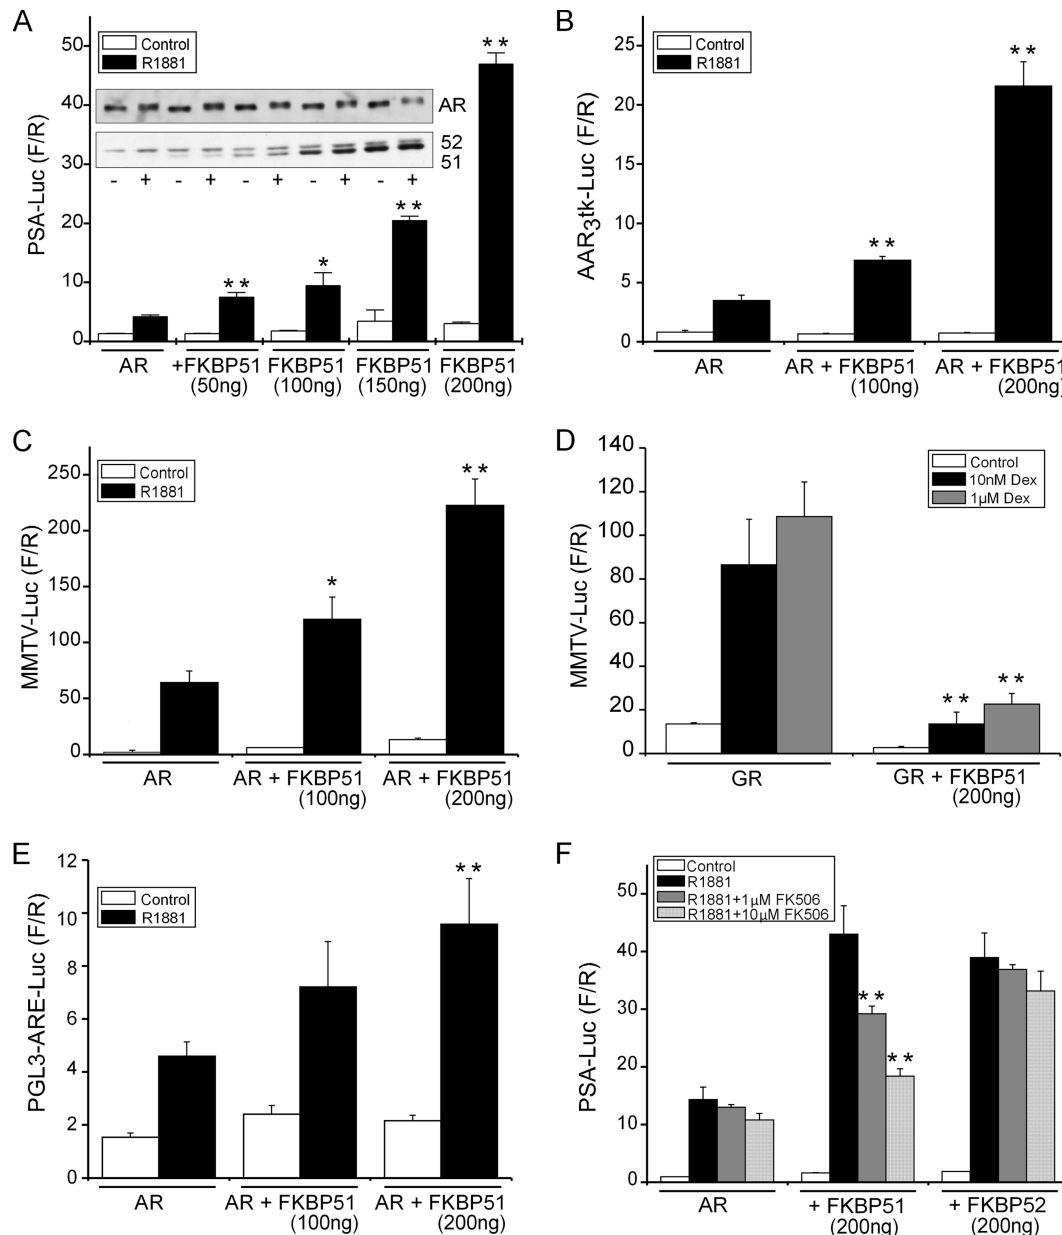 A
PSA-Luc (F/R)
50
40
30
20
10
0
Control
R1881
AR
52
51
- + - + - + - + - +
**
*
**
**
AR
+FKBP51
(50ng)
FKBP51
(100ng)
FKBP51
(150ng)
FKBP51
(200ng)
B
AAR3tk-Luc (F/R)
25
20
15
10
5
0
Control
R1881
**
**
AR
AR + FKBP51
(100ng)
AR + FKBP51
(200ng)
C
MMTV-Luc (F/R)
250
200
150
100
50
0
Control
R1881
*
**
AR
AR + FKBP51
(100ng)
AR + FKBP51
(200ng)
D
MMTV-Luc (F/R)
140
120
100
80
60
40
20
0
Control
10nM Dex
1µM Dex
**
**
GR
GR + FKBP51
(200ng)
E
PGL3-ARE-Luc (F/R)
12
10
8
6
4
2
0
Control
R1881
**
AR
AR + FKBP51
(100ng)
AR + FKBP51
(200ng)
F
PSA-Luc (F/R)
50
40
30
20
10
0
Control
R1881
R1881+1µM FK506
R1881+10µM FK506
**
**
AR
+ FKBP51
(200ng)
+ FKBP52
(200ng)